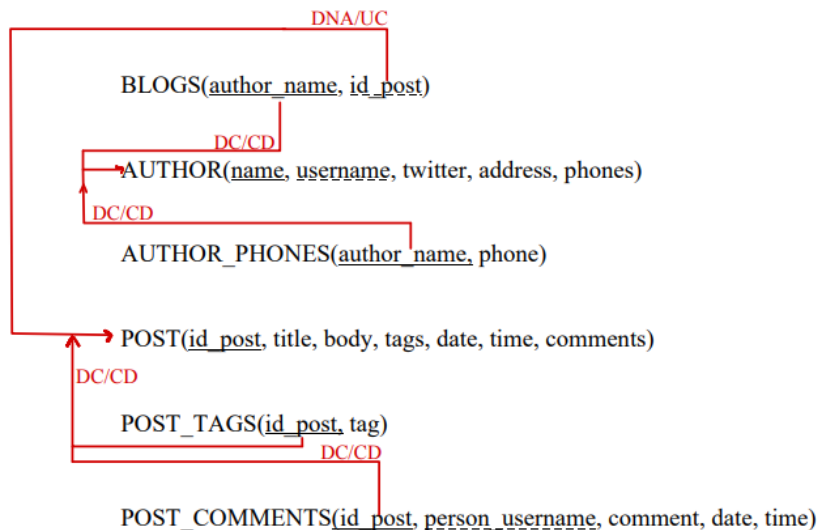 DNA/UC
BLOGS(author_name, id_post)
DC/CD
AUTHOR(name, username, twitter, address, phones)
DC/CD
AUTHOR_PHONES(author_name, phone)
POST(id_post, title, body, tags, date, time, comments)
DC/CD
POST_TAGS(id_post, tag)
DC/CD
POST_COMMENTS(id_post, person_username, comment, date, time)